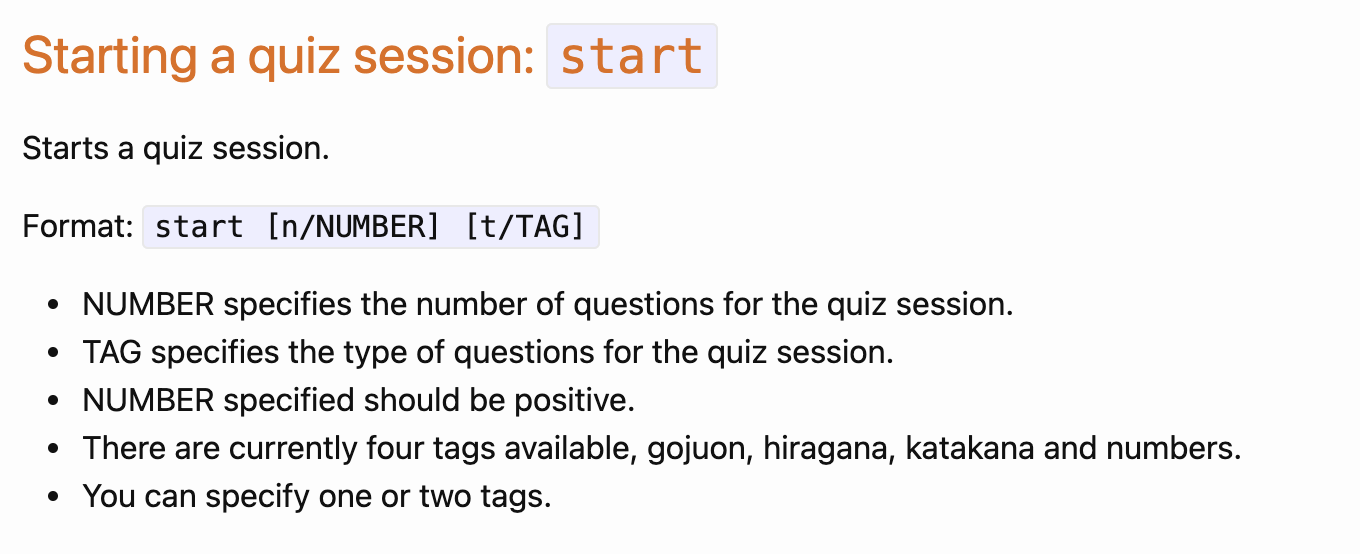 Starting a quiz session: start
Starts a quiz session.
Format: start [n/NUMBER] [t/TAG]
• NUMBER specifies the number of questions for the quiz session.
• TAG specifies the type of questions for the quiz session.
• NUMBER specified should be positive.
• There are currently four tags available, gojuon, hiragana, katakana and numbers.
• You can specify one or two tags.